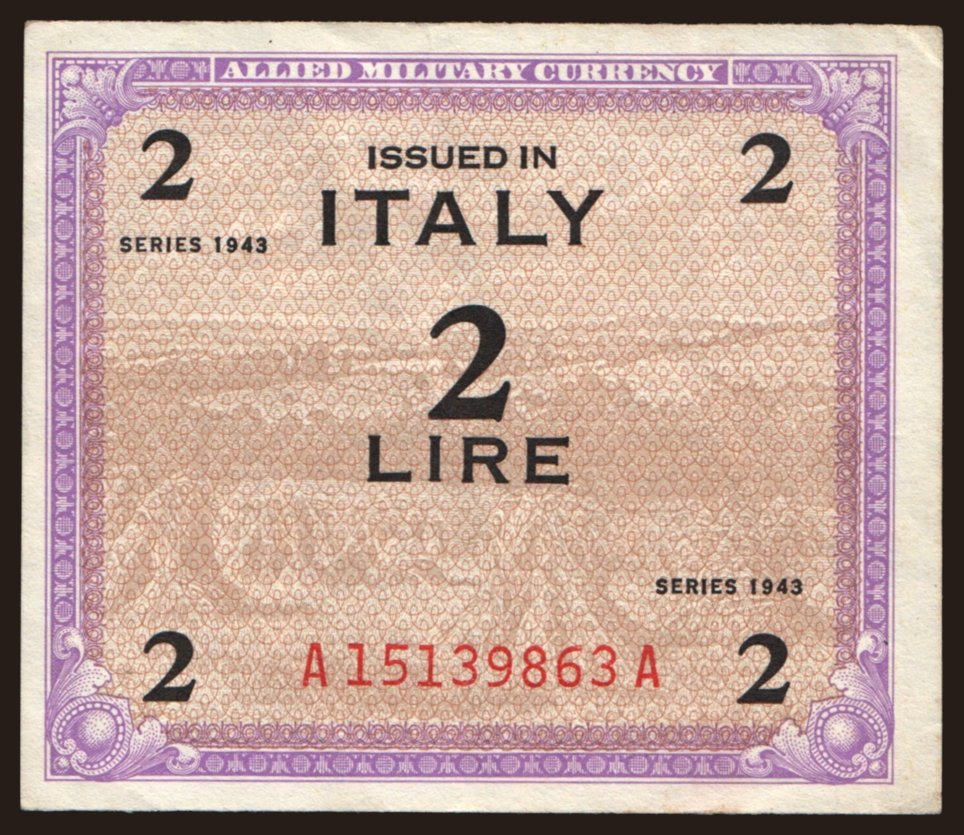 ALLIED MILITARY CURRENCY
2 ISSUED IN 2
ITALY
SERIES 1943
2
LIRE
SERIES 1943
2 A15139863A 2